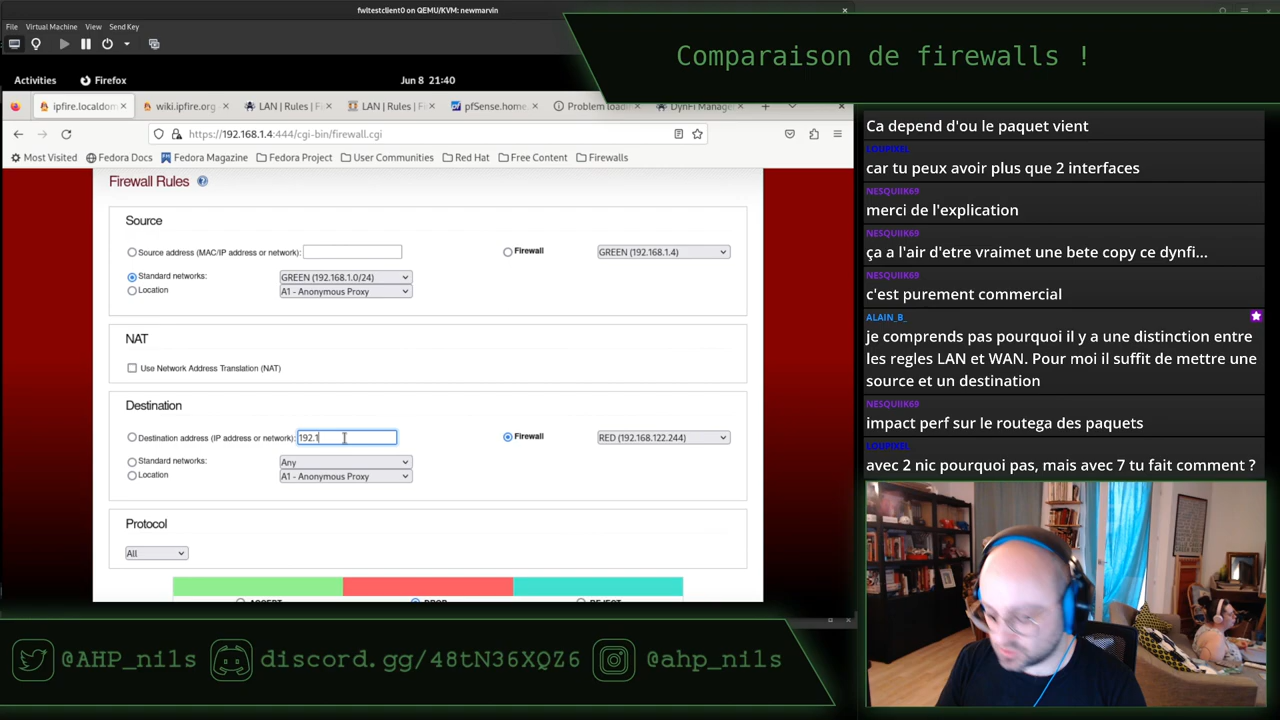 fwltestclient0 on QEMU/KVM: newmarvin
File Virtual Machine View Send Key
Comparaison de firewalls !
Activities Firefox Jun 8 21:40
ipfire.localdom wiki.ipfire.org LAN | Rules | F LAN | Rules | F pfSense.home. Problem loadin DynFi Manage
https://192.168.1.4:444/cgi-bin/firewall.cgi
Most Visited Fedora Docs Fedora Magazine Fedora Project User Communities Red Hat Free Content Firewalls
Firewall Rules ?
Source
Source address (MAC/IP address or network): Firewall GREEN (192.168.1.4)
Standard networks: GREEN (192.168.1.0/24)
Location A1 - Anonymous Proxy
NAT
Use Network Address Translation (NAT)
Destination
Destination address (IP address or network): 192.1 Firewall RED (192.168.122.244)
Standard networks: Any
Location A1 - Anonymous Proxy
Protocol
All
Ca depend d'ou le paquet vient
LOUPIXEL
car tu peux avoir plus que 2 interfaces
NESQUIIK69
merci de l'explication
NESQUIIK69
ça a l'air d'etre vraimet une bete copy ce dynfi...
NESQUIIK69
c'est purement commercial
ALAIN_B_
je comprends pas pourquoi il y a une distinction entre
les regles LAN et WAN. Pour moi il suffit de mettre une
source et un destination
NESQUIIK69
impact perf sur le routega des paquets
LOUPIXEL
avec 2 nic pourquoi pas, mais avec 7 tu fait comment ?
@AHP_nils discord.gg/48tN36XQZ6 @ahp_nils